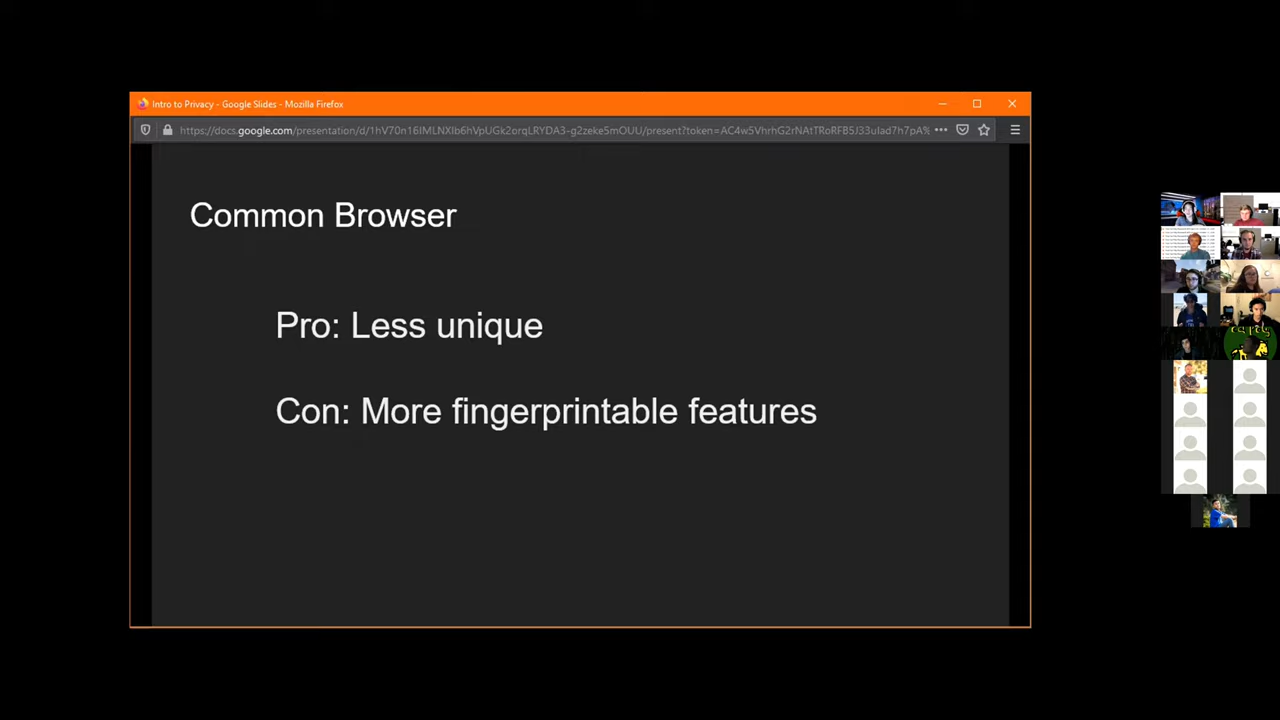 Intro to Privacy - Google Slides - Mozilla Firefox
Common Browser
Pro: Less unique
Con: More fingerprintable features